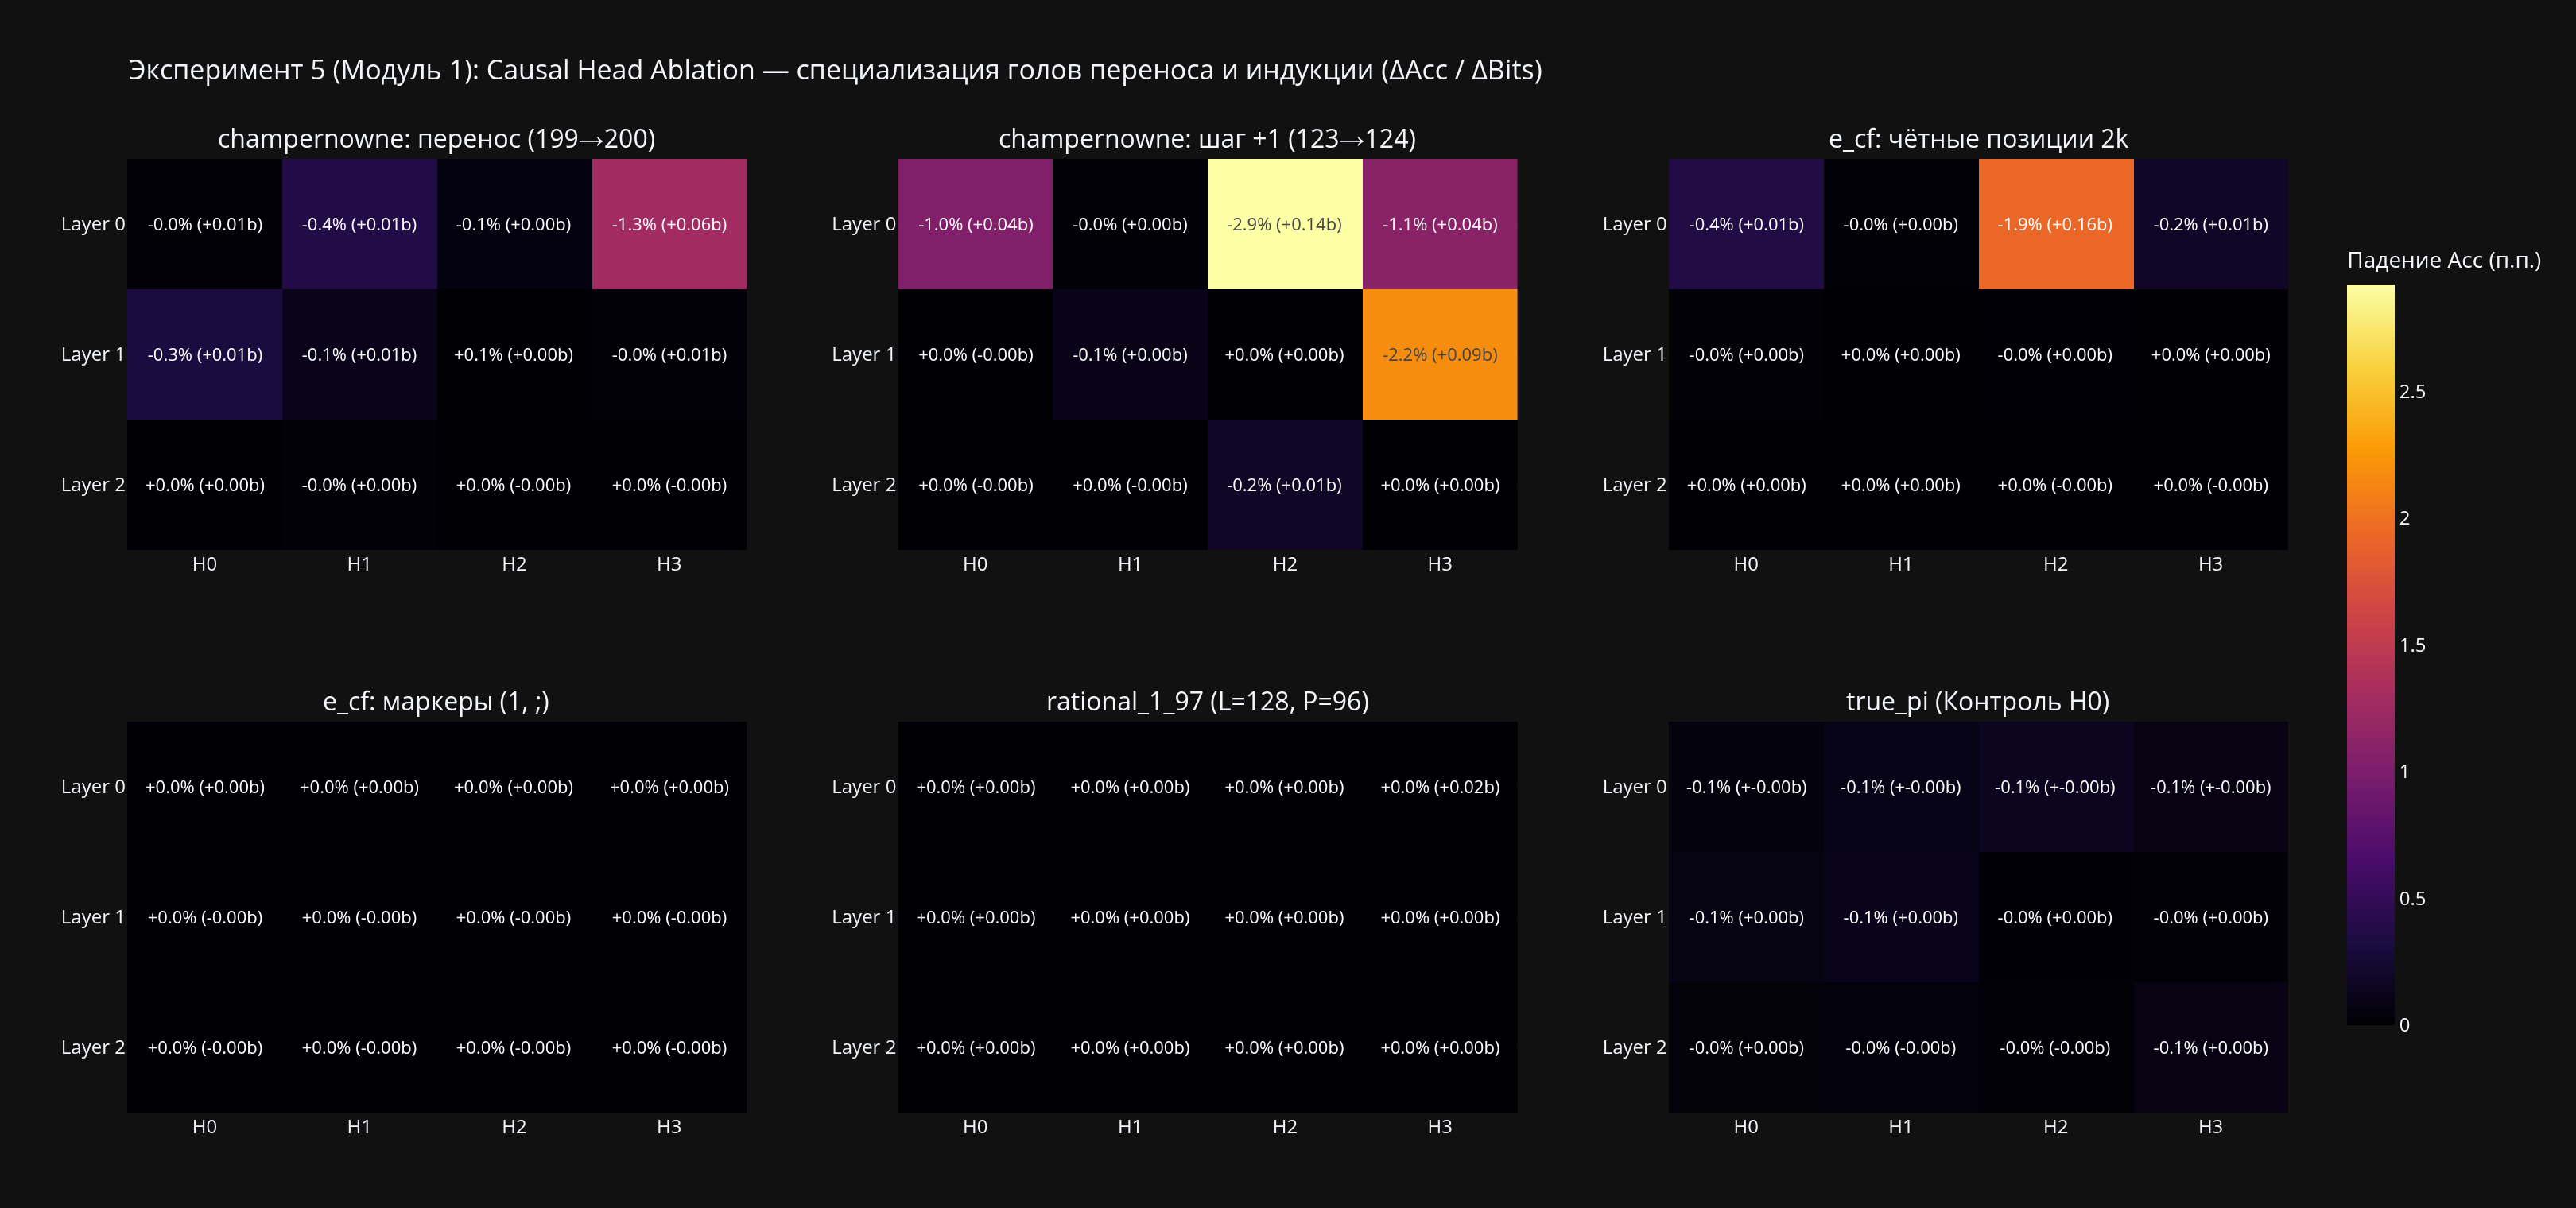 Эксперимент 5 (Модуль 1): Causal Head Ablation — специализация голов переноса и индукции (ΔAcc / ΔBits)
champernowne: перенос (199→200)
Layer 0 -0.0% (+0.01b) -0.4% (+0.01b) -0.1% (+0.00b) -1.3% (+0.06b)
Layer 1 -0.3% (+0.01b) -0.1% (+0.01b) +0.1% (+0.00b) -0.0% (+0.01b)
Layer 2 +0.0% (+0.00b) -0.0% (+0.00b) +0.0% (-0.00b) +0.0% (-0.00b)
H0 H1 H2 H3
champernowne: шаг +1 (123→124)
Layer 0 -1.0% (+0.04b) -0.0% (+0.00b) -2.9% (+0.14b) -1.1% (+0.04b)
Layer 1 +0.0% (-0.00b) -0.1% (+0.00b) +0.0% (+0.00b) -2.2% (+0.09b)
Layer 2 +0.0% (-0.00b) +0.0% (-0.00b) -0.2% (+0.01b) +0.0% (+0.00b)
H0 H1 H2 H3
e_cf: чётные позиции 2k
Layer 0 -0.4% (+0.01b) -0.0% (+0.00b) -1.9% (+0.16b) -0.2% (+0.01b)
Layer 1 -0.0% (+0.00b) +0.0% (+0.00b) -0.0% (+0.00b) +0.0% (+0.00b)
Layer 2 +0.0% (+0.00b) +0.0% (+0.00b) +0.0% (-0.00b) +0.0% (-0.00b)
H0 H1 H2 H3
e_cf: маркеры (1, ;)
Layer 0 +0.0% (+0.00b) +0.0% (+0.00b) +0.0% (+0.00b) +0.0% (+0.00b)
Layer 1 +0.0% (-0.00b) +0.0% (-0.00b) +0.0% (-0.00b) +0.0% (-0.00b)
Layer 2 +0.0% (-0.00b) +0.0% (-0.00b) +0.0% (-0.00b) +0.0% (-0.00b)
H0 H1 H2 H3
rational_1_97 (L=128, P=96)
Layer 0 +0.0% (+0.00b) +0.0% (+0.00b) +0.0% (+0.00b) +0.0% (+0.02b)
Layer 1 +0.0% (+0.00b) +0.0% (+0.00b) +0.0% (+0.00b) +0.0% (+0.00b)
Layer 2 +0.0% (+0.00b) +0.0% (+0.00b) +0.0% (+0.00b) +0.0% (+0.00b)
H0 H1 H2 H3
true_pi (Контроль H0)
Layer 0 -0.1% (+-0.00b) -0.1% (+-0.00b) -0.1% (+-0.00b) -0.1% (+-0.00b)
Layer 1 -0.1% (+0.00b) -0.1% (+0.00b) -0.0% (+0.00b) -0.0% (+0.00b)
Layer 2 -0.0% (+0.00b) -0.0% (-0.00b) -0.0% (-0.00b) -0.1% (+0.00b)
H0 H1 H2 H3
Падение Acc (п.п.)
2.5
2
1.5
1
0.5
0